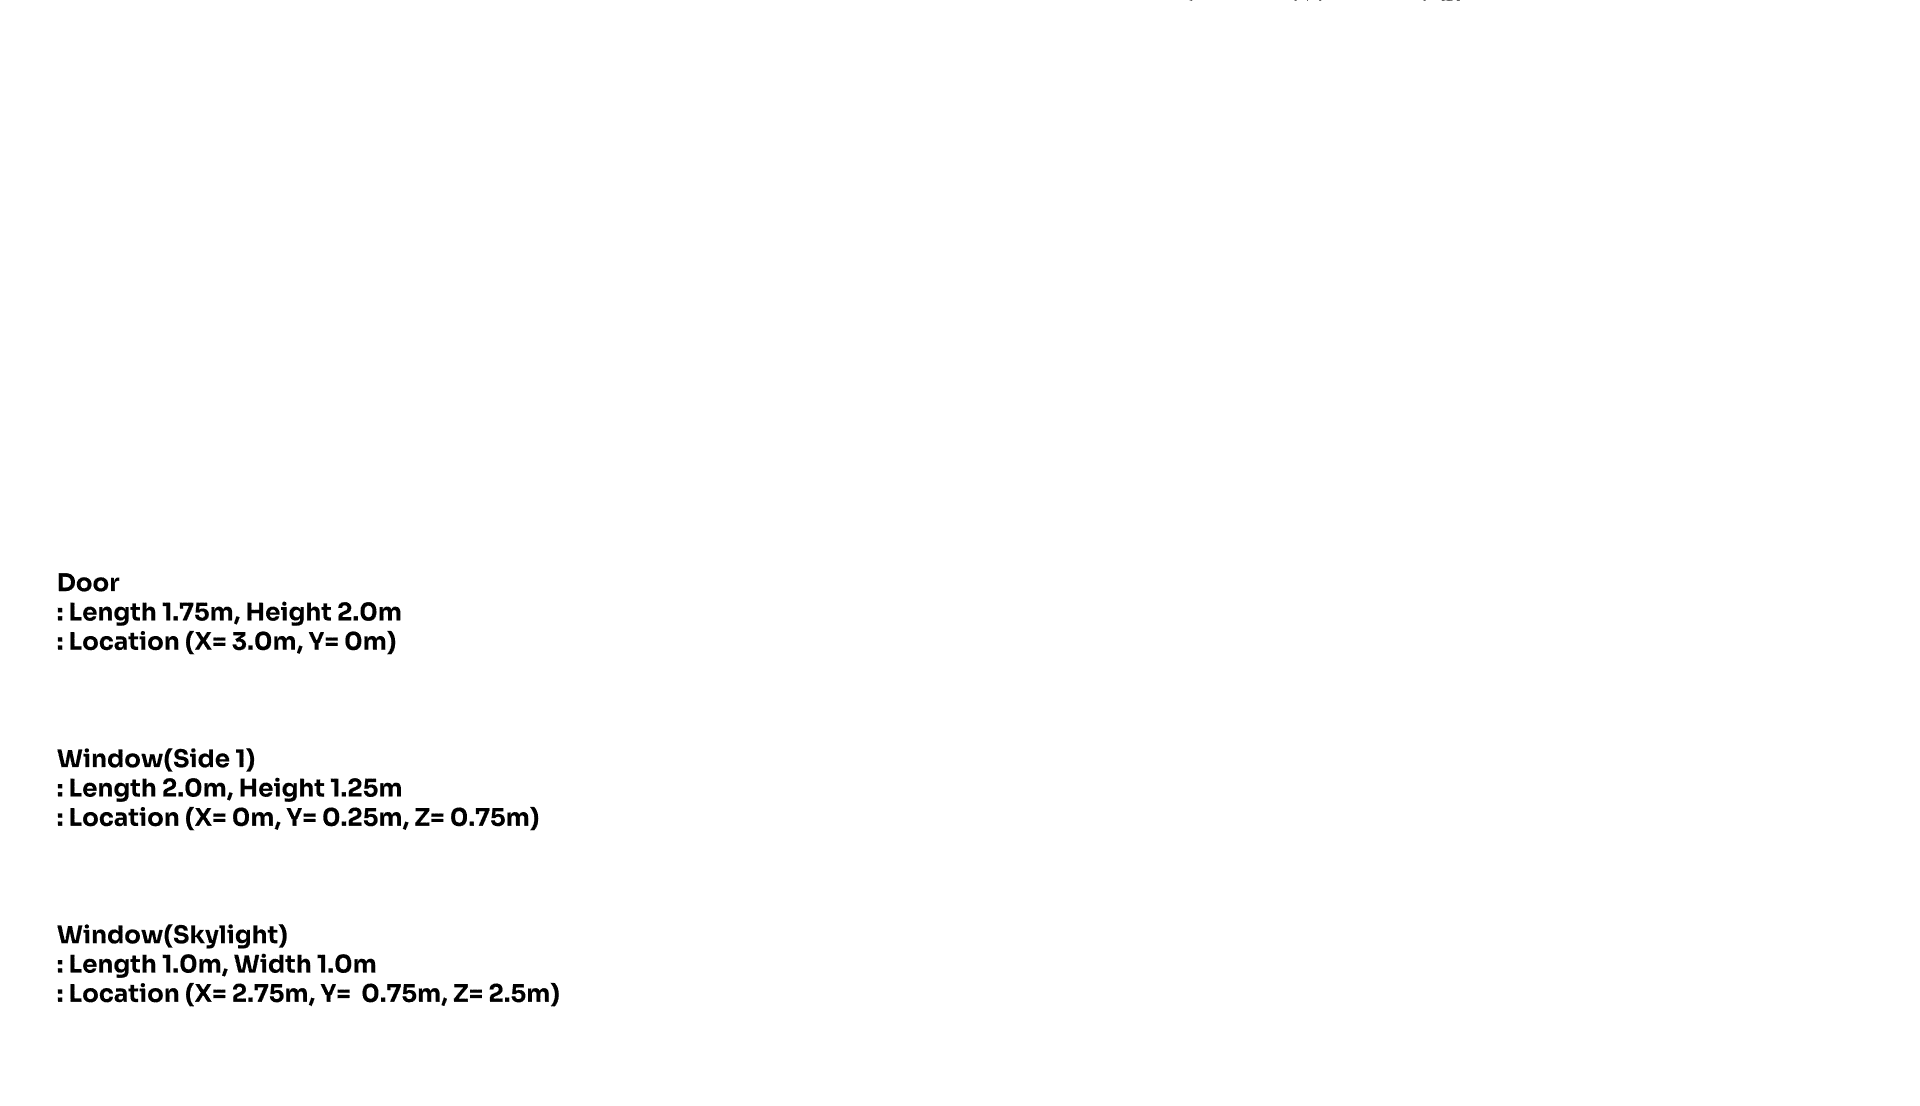 Door
: Length 1.75m, Height 2.0m
: Location (X= 3.0m, Y= 0m)
Window(Side 1)
: Length 2.0m, Height 1.25m
: Location (X= 0m, Y= 0.25m, Z= 0.75m)
Window(Skylight)
: Length 1.0m, Width 1.0m
: Location (X= 2.75m, Y=  0.75m, Z= 2.5m)